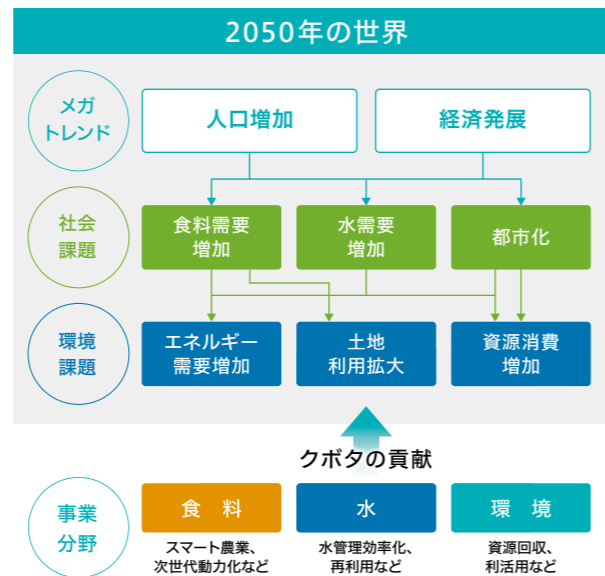 2050年の世界
メガ
トレンド
人口増加
経済発展
社会
課題
食料需要
増加
水需要
増加
都市化
環境
課題
エネルギー
需要増加
土地
利用拡大
資源消費
増加
クボタの貢献
事業
分野
食　料
スマート農業、
次世代動力化など
水
水管理効率化、
再利用など
環　境
資源回収、
利活用など